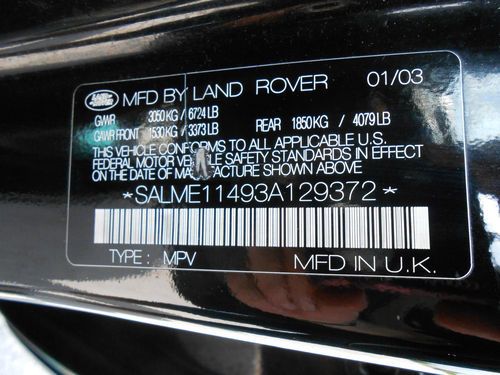 LAND ROVER MFD BY LAND ROVER 01/03
GVWR 3050 KG / 6724 LB
GAWR FRONT 1530 KG / 3373 LB REAR 1850 KG / 4079 LB
THIS VEHICLE CONFORMS TO ALL APPLICABLE U.S.
FEDERAL MOTOR VEHICLE SAFETY STANDARDS IN EFFECT
ON THE DATE OF MANUFACTURE SHOWN ABOVE
*SALME11493A129372*
TYPE: MPV MFD IN U.K.